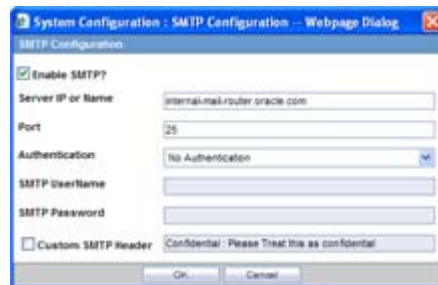 System Configuration : SMTP Configuration -- Webpage Dialog
SMTP Configuration
Enable SMTP?
Server IP or Name
internal-mail-router.oracle.com
Port
25
Authentication
No Authentication
SMTP UserName
SMTP Password
Custom SMTP Header
Confidential : Please Treat this as confidential
OK
Cancel